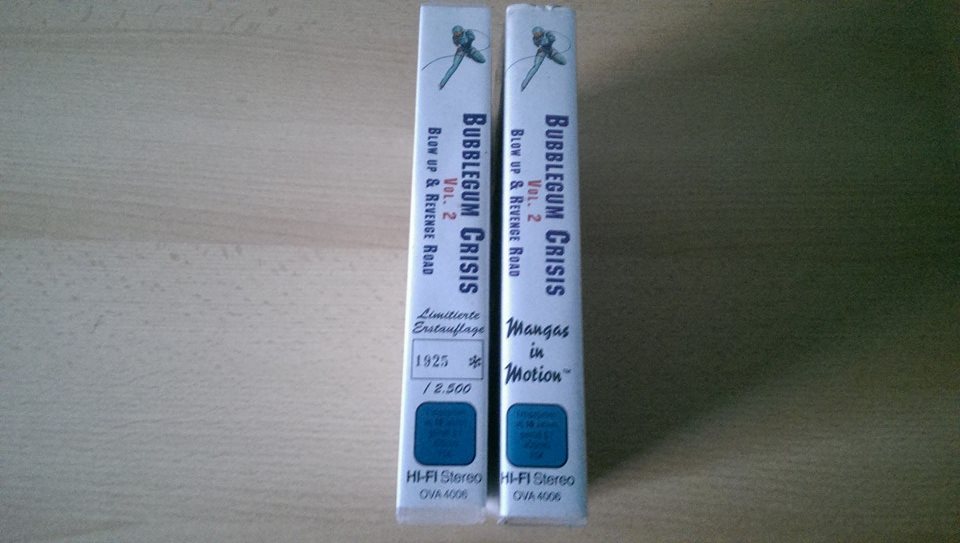 BUBBLEGUM CRISIS
VOL. 2
BLOW UP & REVENGE ROAD
Limitierte
Erstauflage
1925 *
/ 2.500
HI-FI Stereo
OVA 4006
BUBBLEGUM CRISIS
VOL. 2
BLOW UP & REVENGE ROAD
Mangas
in
Motion™
HI-FI Stereo
OVA 4006